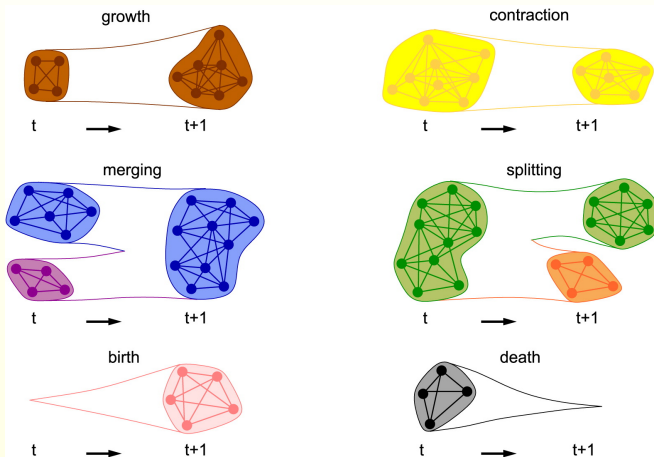 growth
contraction
t
t+1
t
t+1
merging
splitting
t
t+1
t
t+1
birth
death
t
t+1
t
t+1